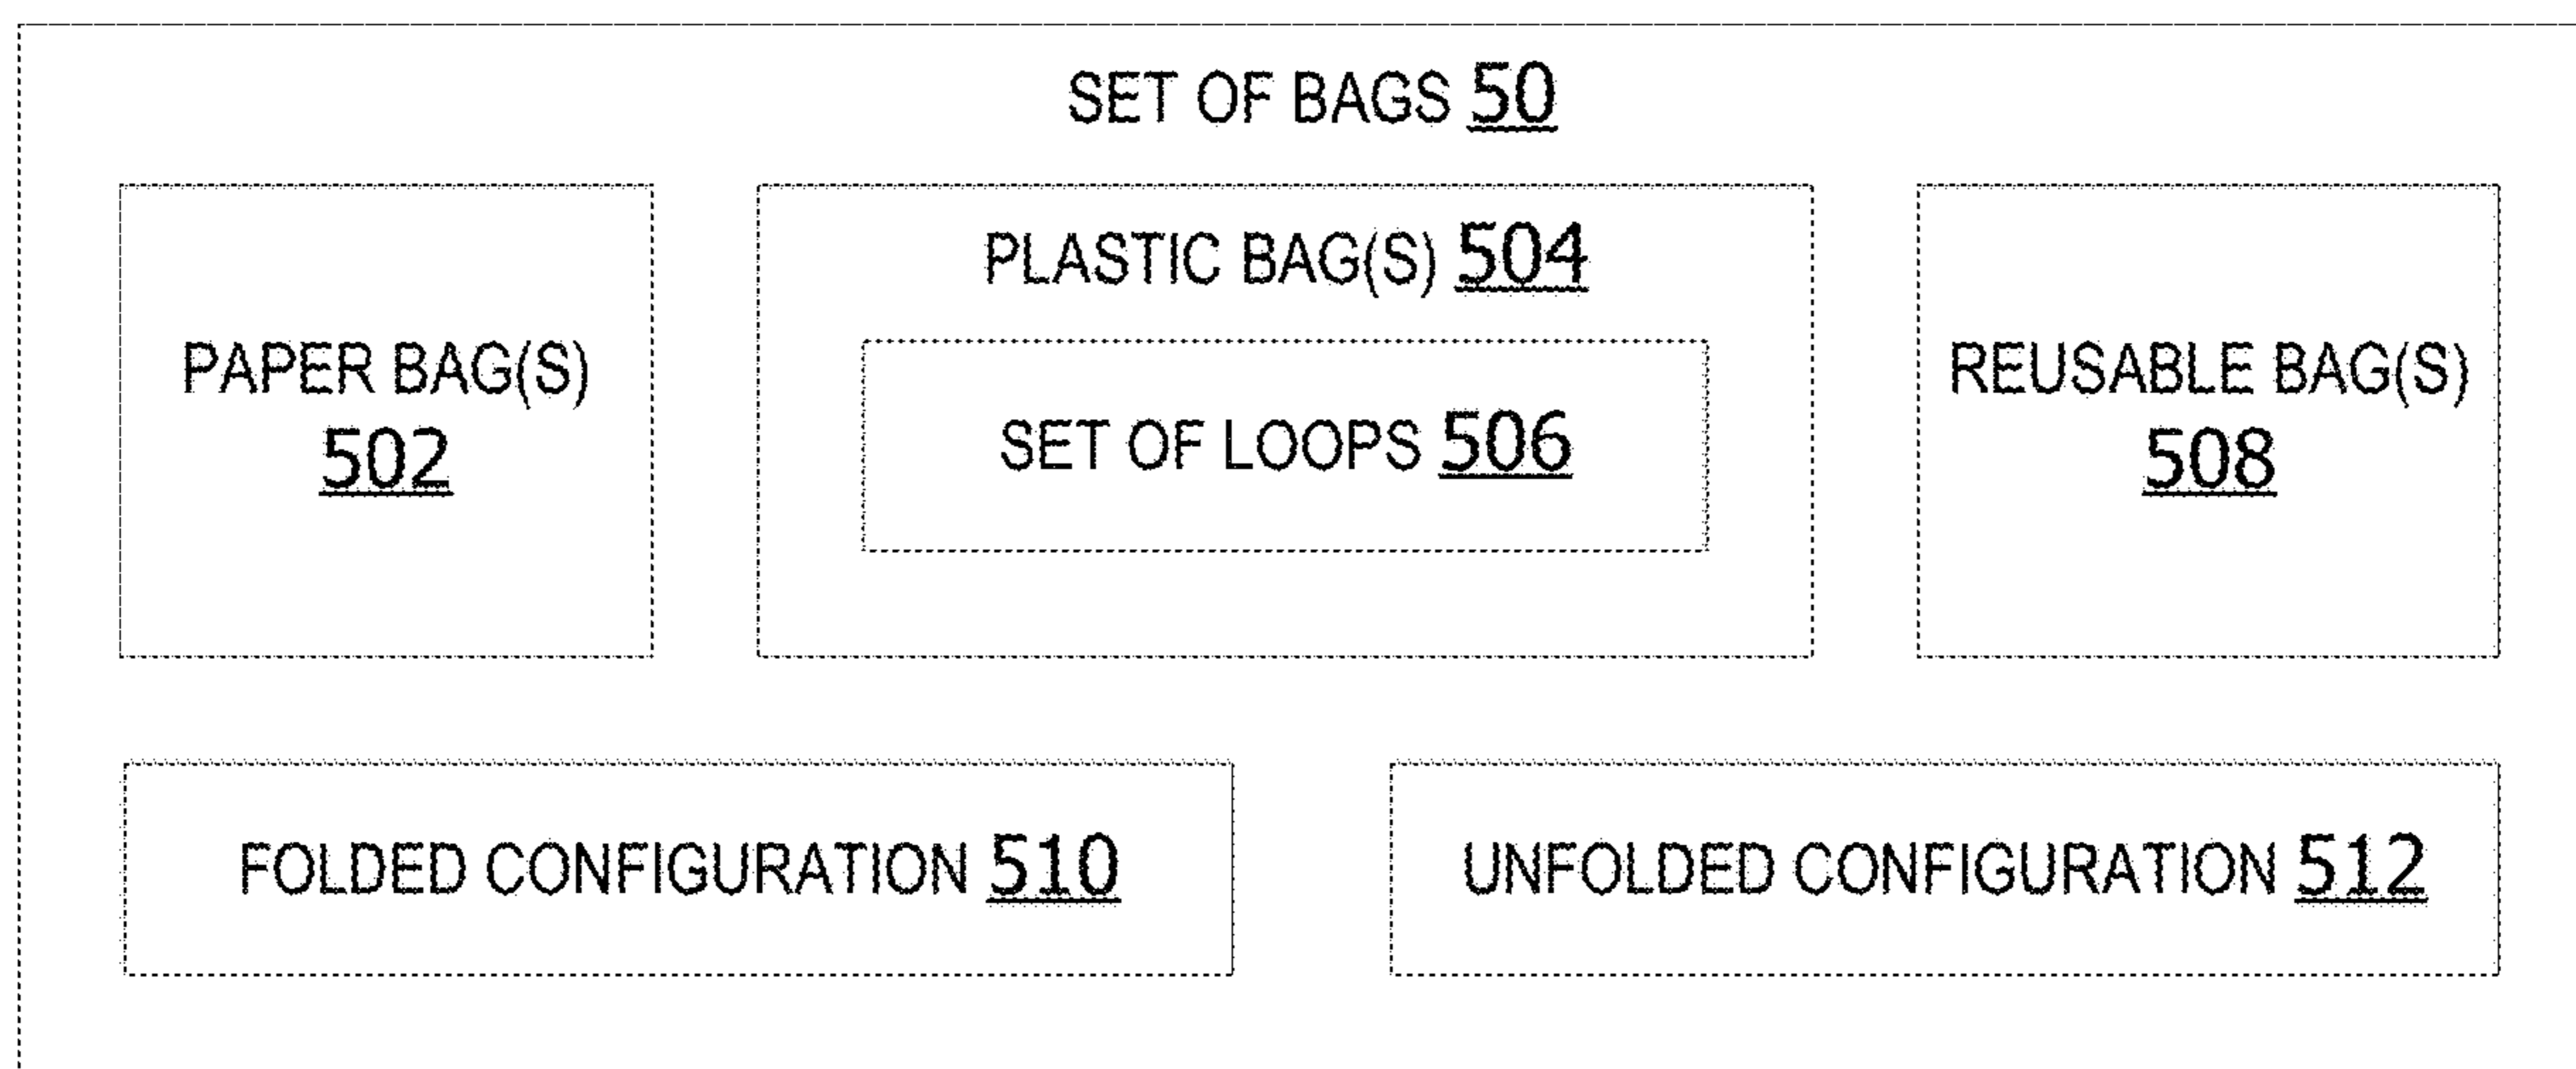 SET OF BAGS 50
PLASTIC BAG(S) 504
PAPER BAG(S)
502
SET OF LOOPS 506
REUSABLE BAG(S)
508
FOLDED CONFIGURATION 510
UNFOLDED CONFIGURATION 512